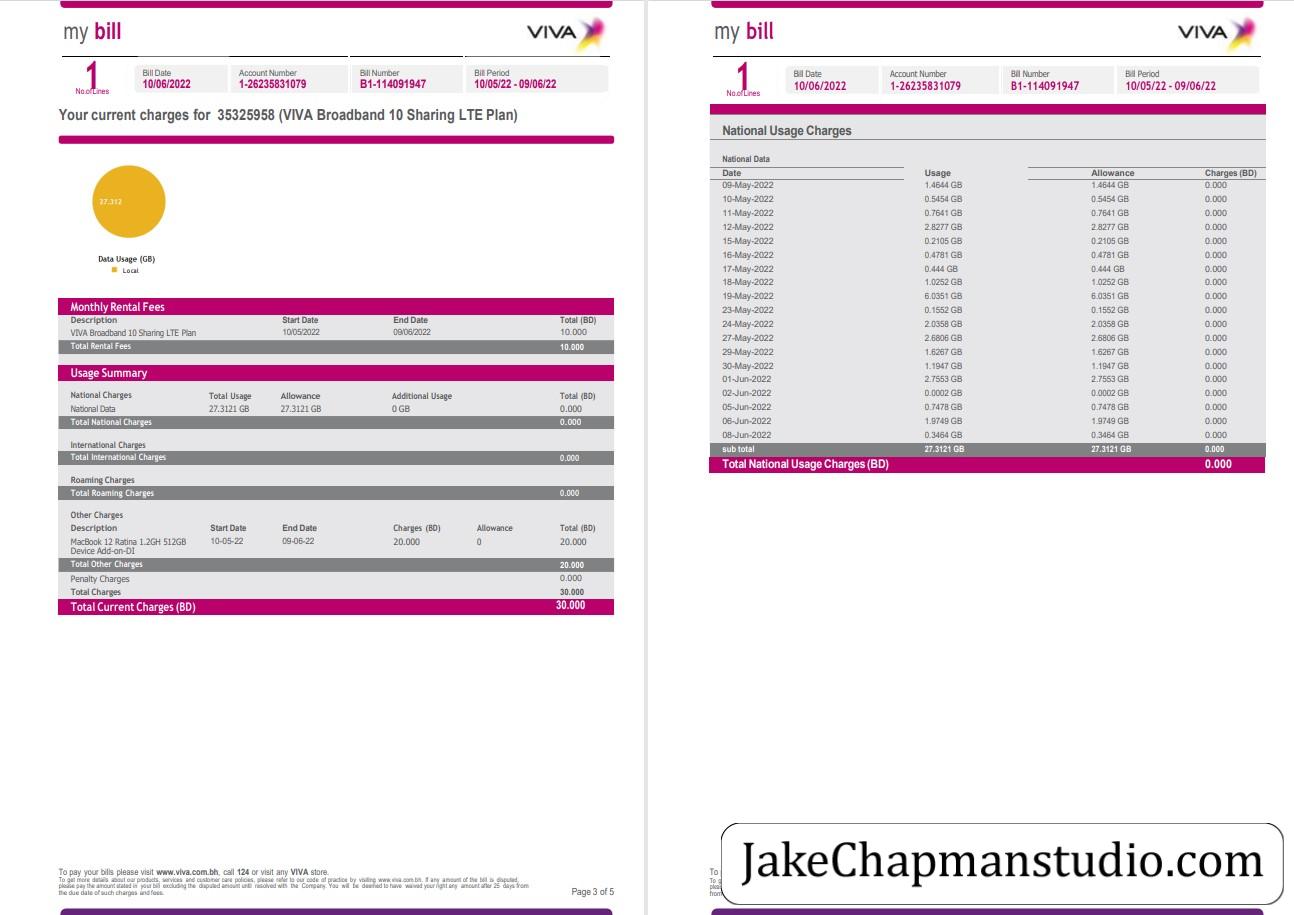 my bill
VIVA
1
No.ofLines
Bill Date
10/06/2022
Account Number
1-26235831079
Bill Number
B1-114091947
Bill Period
10/05/22 - 09/06/22
Your current charges for 35325958 (VIVA Broadband 10 Sharing LTE Plan)
27.312
Data Usage (GB)
Local
Monthly Rental Fees
Description Start Date End Date Total (BD)
VIVA Broadband 10 Sharing LTE Plan 10/05/2022 09/06/2022 10.000
Total Rental Fees 10.000
Usage Summary
National Charges Total Usage Allowance Additional Usage Total (BD)
National Data 27.3121 GB 27.3121 GB 0 GB 0.000
Total National Charges 0.000
International Charges
Total International Charges 0.000
Roaming Charges
Total Roaming Charges 0.000
Other Charges
Description Start Date End Date Charges (BD) Allowance Total (BD)
MacBook 12 Ratina 1.2GH 512GB 10-05-22 09-06-22 20.000 0 20.000
Device Add-on-DI
Total Other Charges 20.000
Penalty Charges 0.000
Total Charges 30.000
Total Current Charges (BD) 30.000
To pay your bills please visit www.viva.com.bh, call 124 or visit any VIVA store.
To get more details about our products, services and customer care policies, please refer to our code of practice by visiting www.viva.com.bh. If any amount of the bill is disputed,
please pay the amount stated in your bill excluding the disputed amount until resolved with the Company. You will be deemed to have waived your right any amount after 25 days from
the due date of such charges and fees.
Page 3 of 5
my bill
VIVA
1
No.ofLines
Bill Date
10/06/2022
Account Number
1-26235831079
Bill Number
B1-114091947
Bill Period
10/05/22 - 09/06/22
National Usage Charges
National Data
Date Usage Allowance Charges (BD)
09-May-2022 1.4644 GB 1.4644 GB 0.000
10-May-2022 0.5454 GB 0.5454 GB 0.000
11-May-2022 0.7641 GB 0.7641 GB 0.000
12-May-2022 2.8277 GB 2.8277 GB 0.000
15-May-2022 0.2105 GB 0.2105 GB 0.000
16-May-2022 0.4781 GB 0.4781 GB 0.000
17-May-2022 0.444 GB 0.444 GB 0.000
18-May-2022 1.0252 GB 1.0252 GB 0.000
19-May-2022 6.0351 GB 6.0351 GB 0.000
23-May-2022 0.1552 GB 0.1552 GB 0.000
24-May-2022 2.0358 GB 2.0358 GB 0.000
27-May-2022 2.6806 GB 2.6806 GB 0.000
29-May-2022 1.6267 GB 1.6267 GB 0.000
30-May-2022 1.1947 GB 1.1947 GB 0.000
01-Jun-2022 2.7553 GB 2.7553 GB 0.000
02-Jun-2022 0.0002 GB 0.0002 GB 0.000
05-Jun-2022 0.7478 GB 0.7478 GB 0.000
06-Jun-2022 1.9749 GB 1.9749 GB 0.000
08-Jun-2022 0.3464 GB 0.3464 GB 0.000
sub total 27.3121 GB 27.3121 GB 0.000
Total National Usage Charges (BD) 0.000
To
JakeChapmanstudio.com